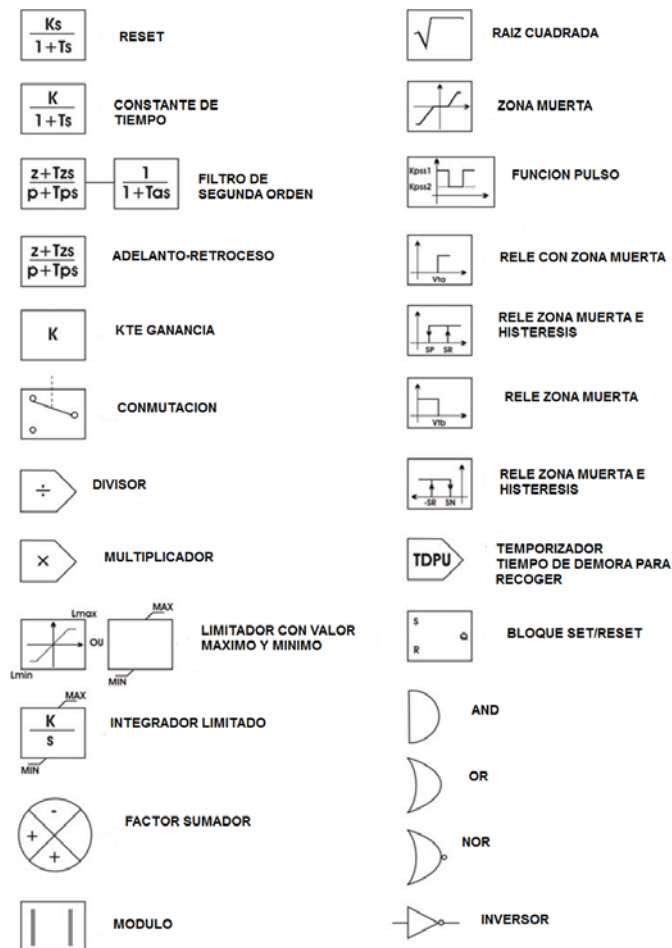 Ks
1+Ts
RESET
K
1+Ts
CONSTANTE DE
TIEMPO
z+Tzs
p+Tps
1
1+Tas
FILTRO DE
SEGUNDA ORDEN
z+Tzs
p+Tps
ADELANTO-RETROCESO
K
KTE GANANCIA
CONMUTACION
÷
DIVISOR
×
MULTIPLICADOR
Lmax
Lmin
OU
MAX
MIN
LIMITADOR CON VALOR
MAXIMO Y MINIMO
MAX
K
s
MIN
INTEGRADOR LIMITADO
-
+
+
FACTOR SUMADOR
MODULO
RAIZ CUADRADA
ZONA MUERTA
Kpss1
Kpss2
FUNCION PULSO
Vta
RELE CON ZONA MUERTA
SP SR
RELE ZONA MUERTA E
HISTERESIS
Vtb
RELE ZONA MUERTA
-SR SN
RELE ZONA MUERTA E
HISTERESIS
TDPU
TEMPORIZADOR
TIEMPO DE DEMORA PARA
RECOGER
S
Q
R
BLOQUE SET/RESET
AND
OR
NOR
INVERSOR